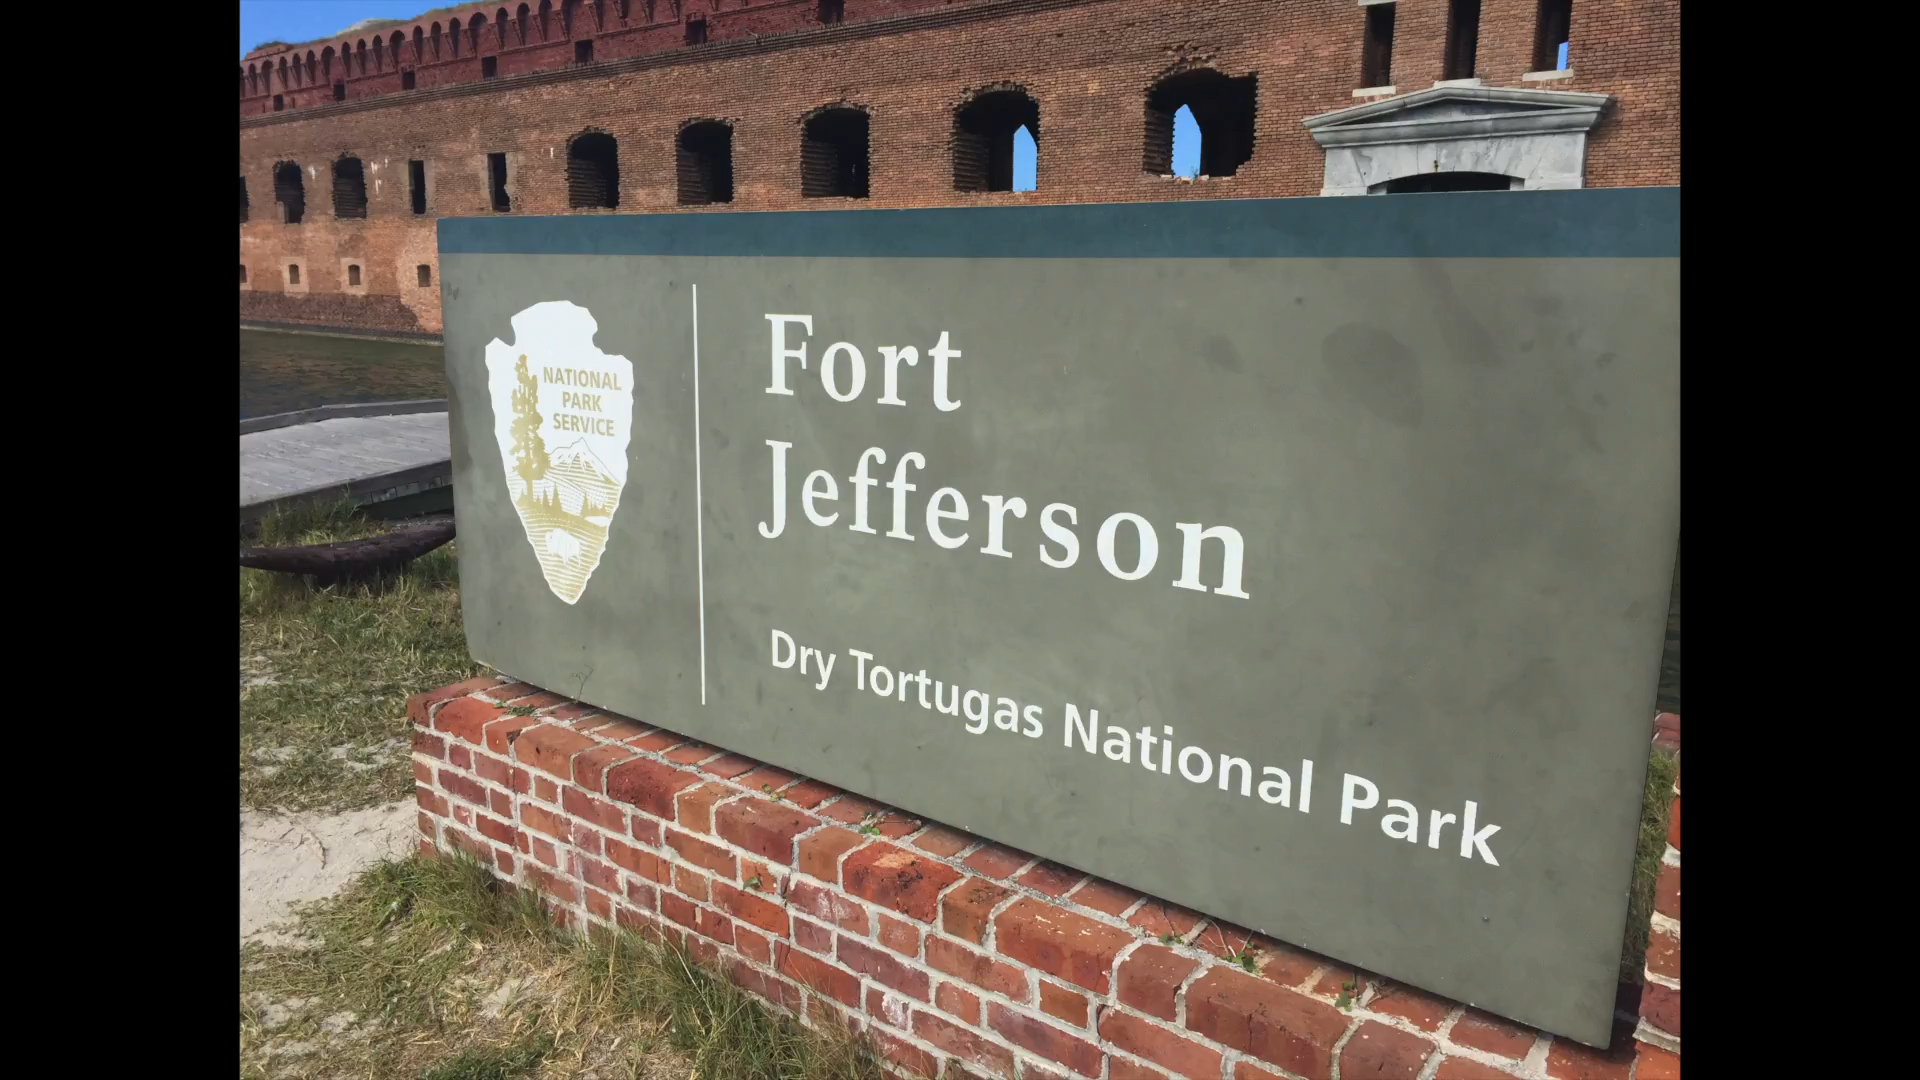 NATIONAL
PARK
SERVICE
Fort
Jefferson
Dry Tortugas National Park